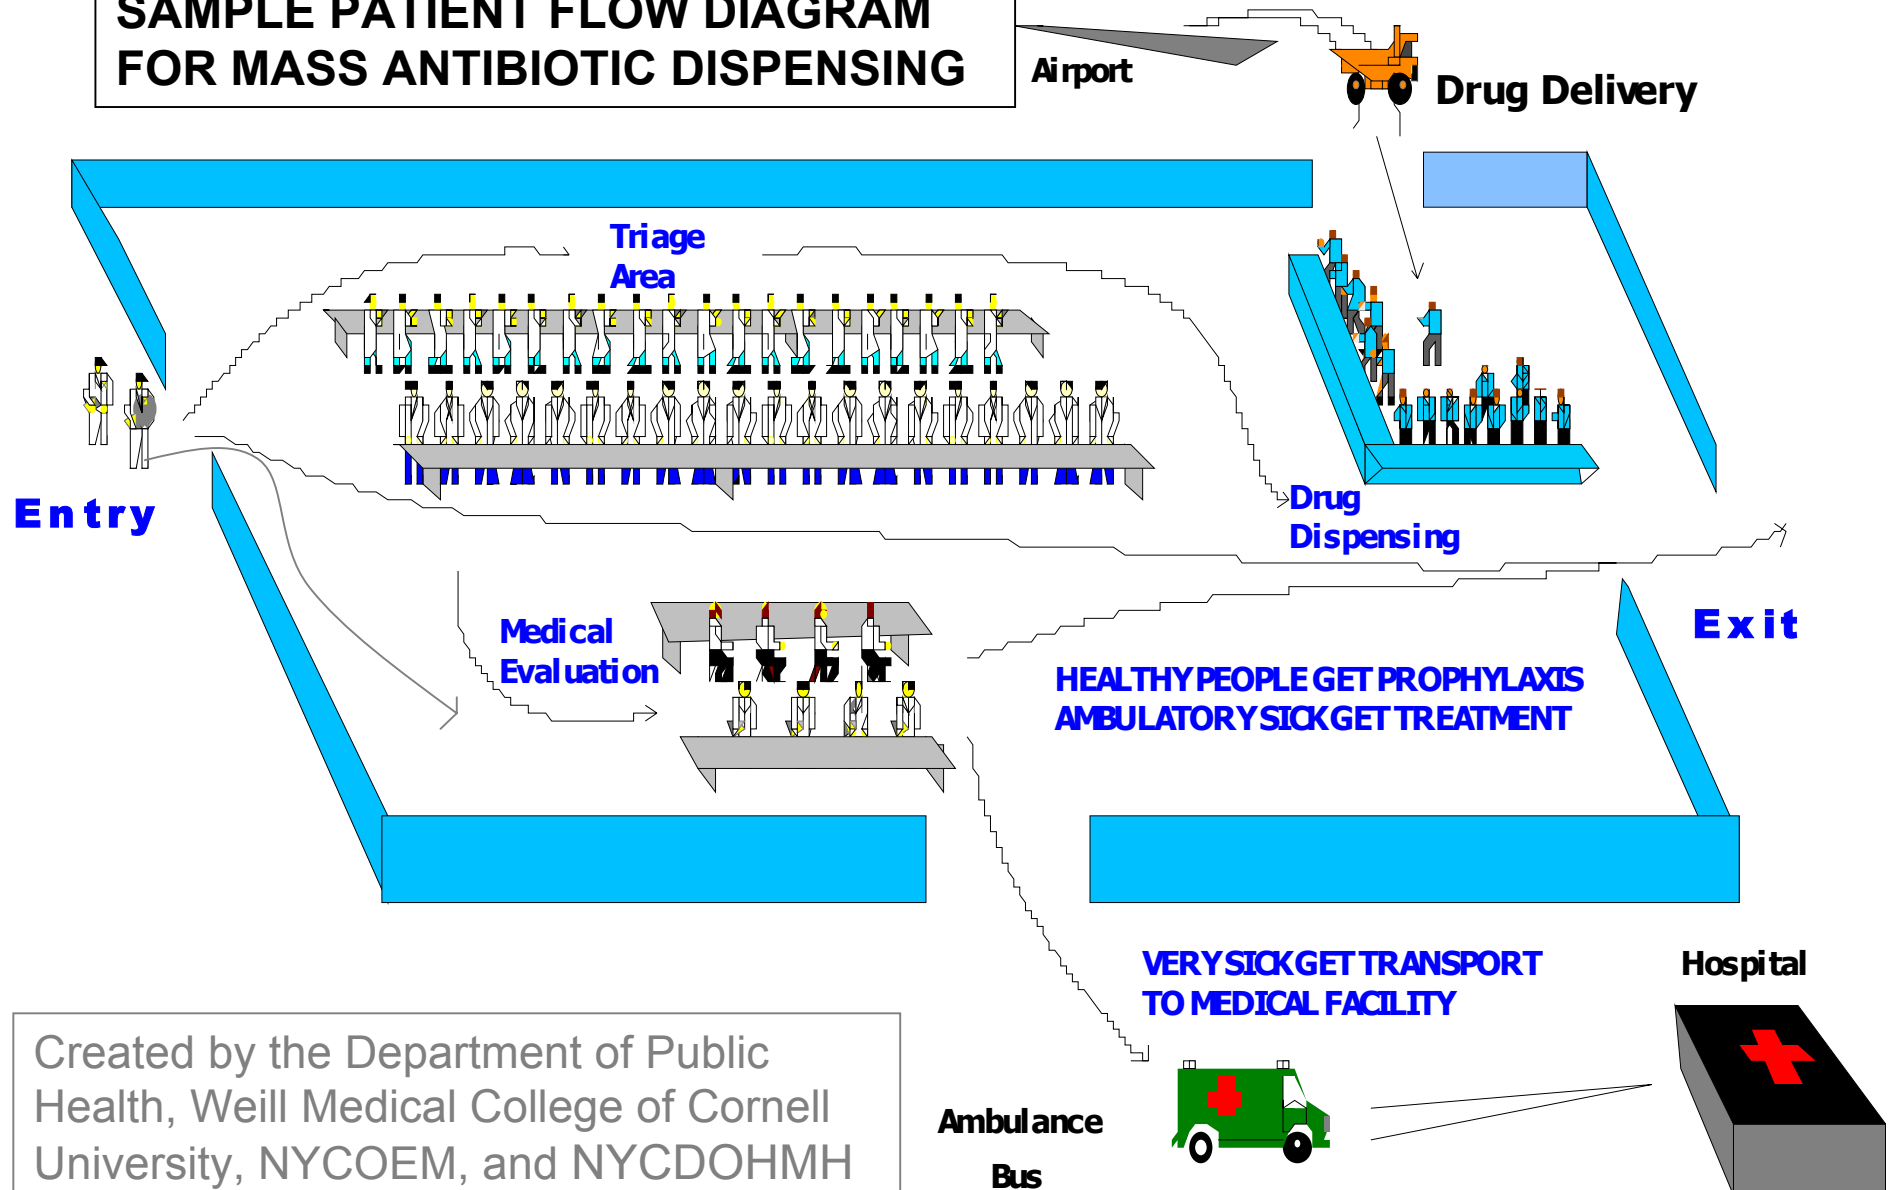 SAMPLE PATIENT FLOW DIAGRAM
FOR MASS ANTIBIOTIC DISPENSING
Airport
Drug Delivery
Triage
Area
Entry
Drug
Dispensing
Medical
Evaluation
Exit
HEALTHY PEOPLE GET PROPHYLAXIS
AMBULATORY SICK GET TREATMENT
VERY SICK GET TRANSPORT
TO MEDICAL FACILITY
Hospital
Created by the Department of Public
Health, Weill Medical College of Cornell
University, NYCOEM, and NYCDOHMH
Ambulance
Bus